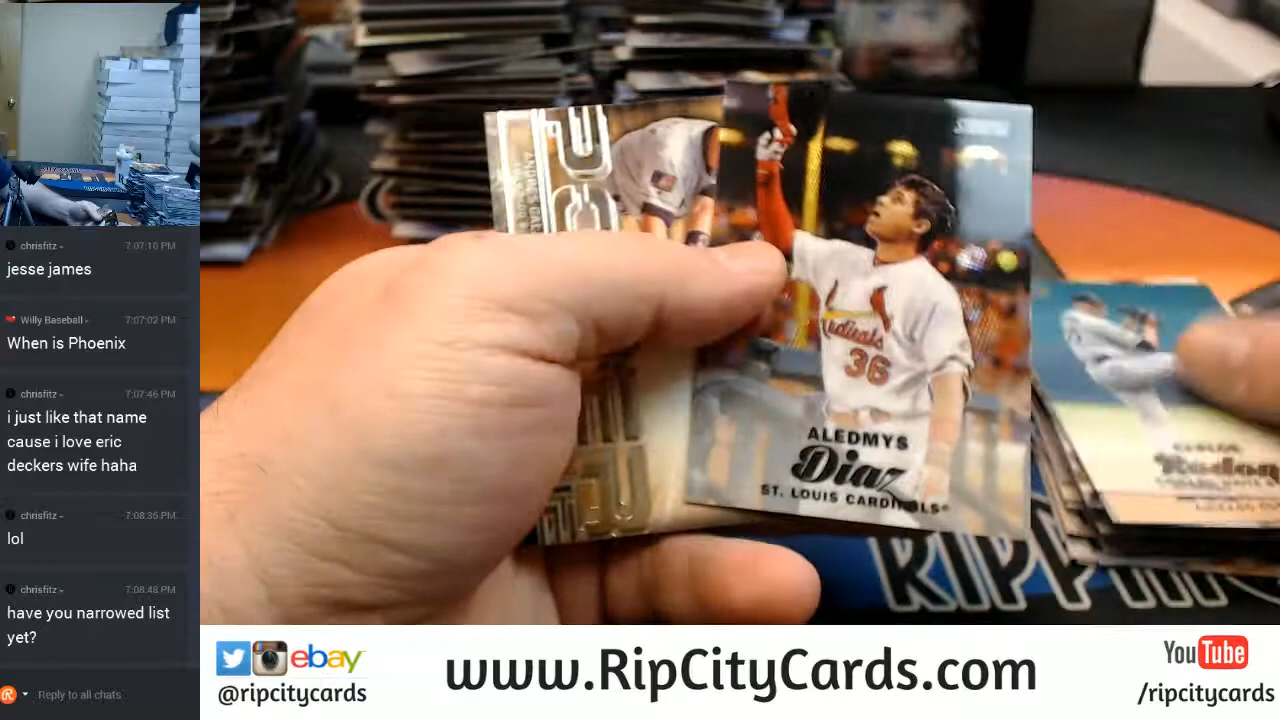 chrisfitz 7:07:10 PM
jesse james
Willy Baseball 7:07:02 PM
When is Phoenix
chrisfitz 7:07:46 PM
i just like that name
cause i love eric
deckers wife haha
chrisfitz 7:08:35 PM
lol
chrisfitz 7:08:48 PM
have you narrowed list
yet?
R Reply to all chats
ALEDMYS
Diaz
ST. LOUIS CARDINALS®
Cardinals
36
Rodon
RIPP
ebay
@ripcitycards
www.RipCityCards.com
YouTube
/ripcitycards